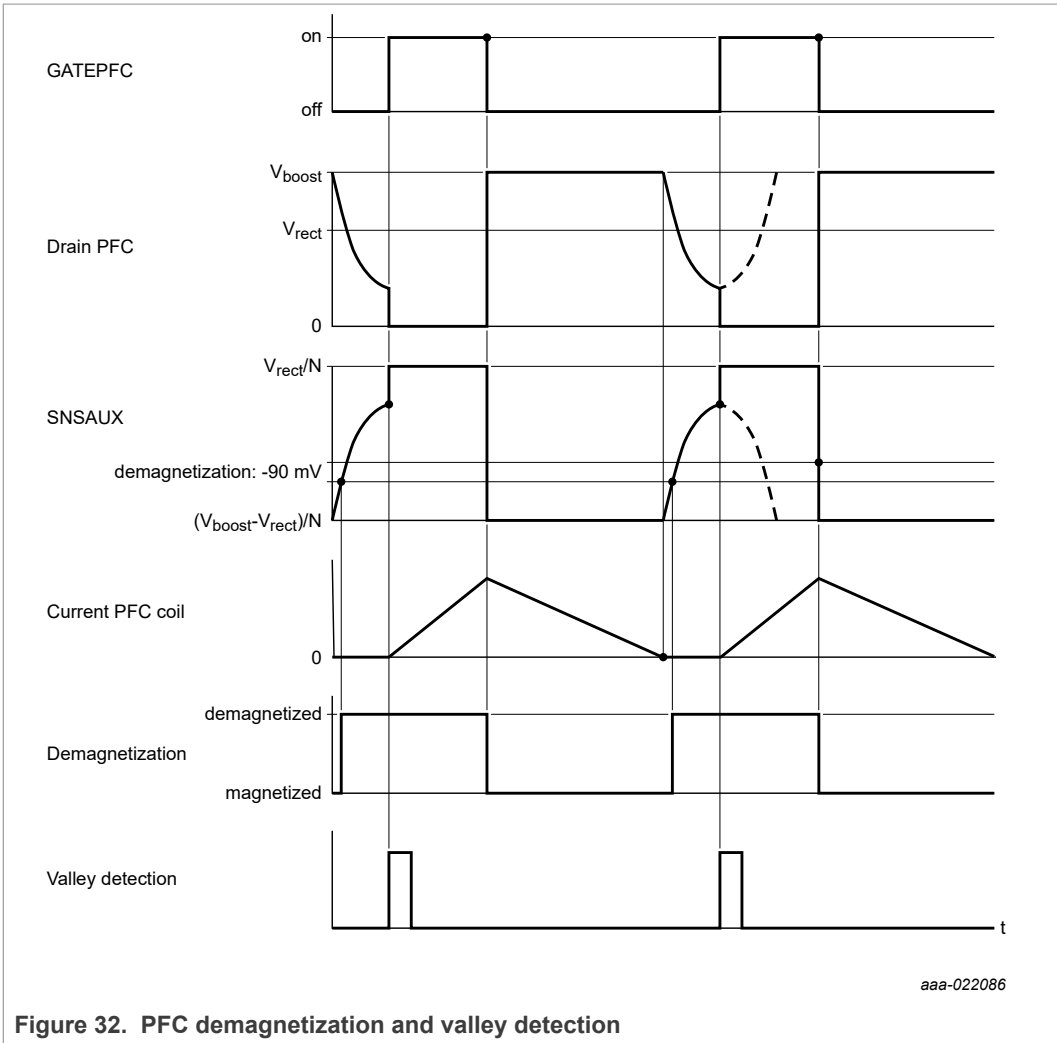 on
GATEPFC
off
Vboost
Vrect
Drain PFC
0
Vrect/N
SNSAUX
demagnetization: -90 mV
(Vboost-Vrect)/N
Current PFC coil
0
demagnetized
Demagnetization
magnetized
Valley detection
t
aaa-022086
Figure 32. PFC demagnetization and valley detection